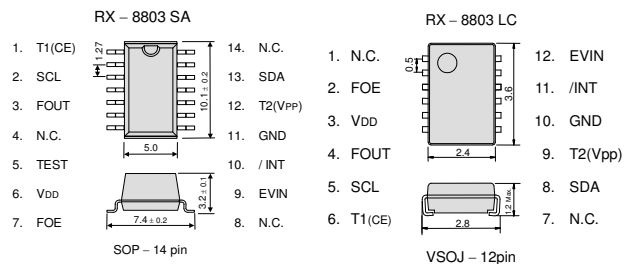 RX – 8803 SA
1. T1(CE)
2. SCL
3. FOUT
4. N.C.
5. TEST
6. VDD
7. FOE
14. N.C.
13. SDA
12. T2(VPP)
11. GND
10. / INT
9. EVIN
8. N.C.
1.27
10.1 ± 0.2
5.0
3.2 ± 0.1
7.4 ± 0.2
SOP – 14 pin
RX – 8803 LC
1. N.C.
2. FOE
3. VDD
4. FOUT
5. SCL
6. T1(CE)
12. EVIN
11. /INT
10. GND
9. T2(Vpp)
8. SDA
7. N.C.
0.5
3.6
2.4
1.2 Max.
2.8
VSOJ – 12pin